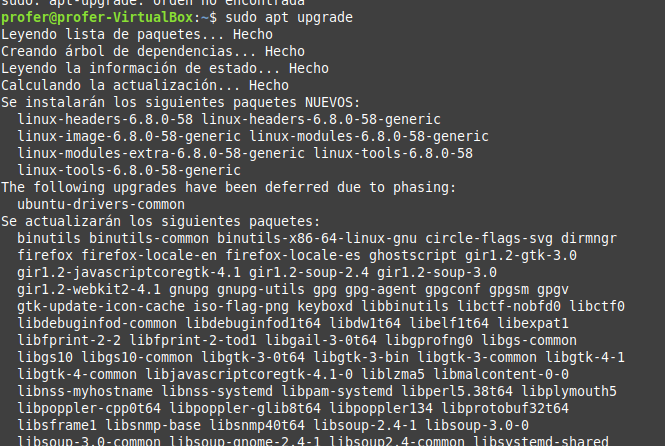 sudo: apt-upgrade: orden no encontrada
profer@profer-VirtualBox:~$ sudo apt upgrade
Leyendo lista de paquetes... Hecho
Creando árbol de dependencias... Hecho
Leyendo la información de estado... Hecho
Calculando la actualización... Hecho
Se instalarán los siguientes paquetes NUEVOS:
linux-headers-6.8.0-58 linux-headers-6.8.0-58-generic
linux-image-6.8.0-58-generic linux-modules-6.8.0-58-generic
linux-modules-extra-6.8.0-58-generic linux-tools-6.8.0-58
linux-tools-6.8.0-58-generic
The following upgrades have been deferred due to phasing:
ubuntu-drivers-common
Se actualizarán los siguientes paquetes:
binutils binutils-common binutils-x86-64-linux-gnu circle-flags-svg dirmngr
firefox firefox-locale-en firefox-locale-es ghostscript gir1.2-gtk-3.0
gir1.2-javascriptcoregtk-4.1 gir1.2-soup-2.4 gir1.2-soup-3.0
gir1.2-webkit2-4.1 gnupg gnupg-utils gpg gpg-agent gpgconf gpgsm gpgv
gtk-update-icon-cache iso-flag-png keyboxd libbinutils libctf-nobfd0 libctf0
libdebuginfod-common libdebuginfod1t64 libdw1t64 libelf1t64 libexpat1
libfprint-2-2 libfprint-2-tod1 libgail-3-0t64 libgprofng0 libgs-common
libgs10 libgs10-common libgtk-3-0t64 libgtk-3-bin libgtk-3-common libgtk-4-1
libgtk-4-common libjavascriptcoregtk-4.1-0 liblzma5 libmalcontent-0-0
libnss-myhostname libnss-systemd libpam-systemd libperl5.38t64 libplymouth5
libpoppler-cpp0t64 libpoppler-glib8t64 libpoppler134 libprotobuf32t64
libsframe1 libsnmp-base libsnmp40t64 libsoup-2.4-1 libsoup-3.0-0
libsoup-3.0-common libsoup-gnome-2.4-1 libsoup2.4-common libsystemd-shared